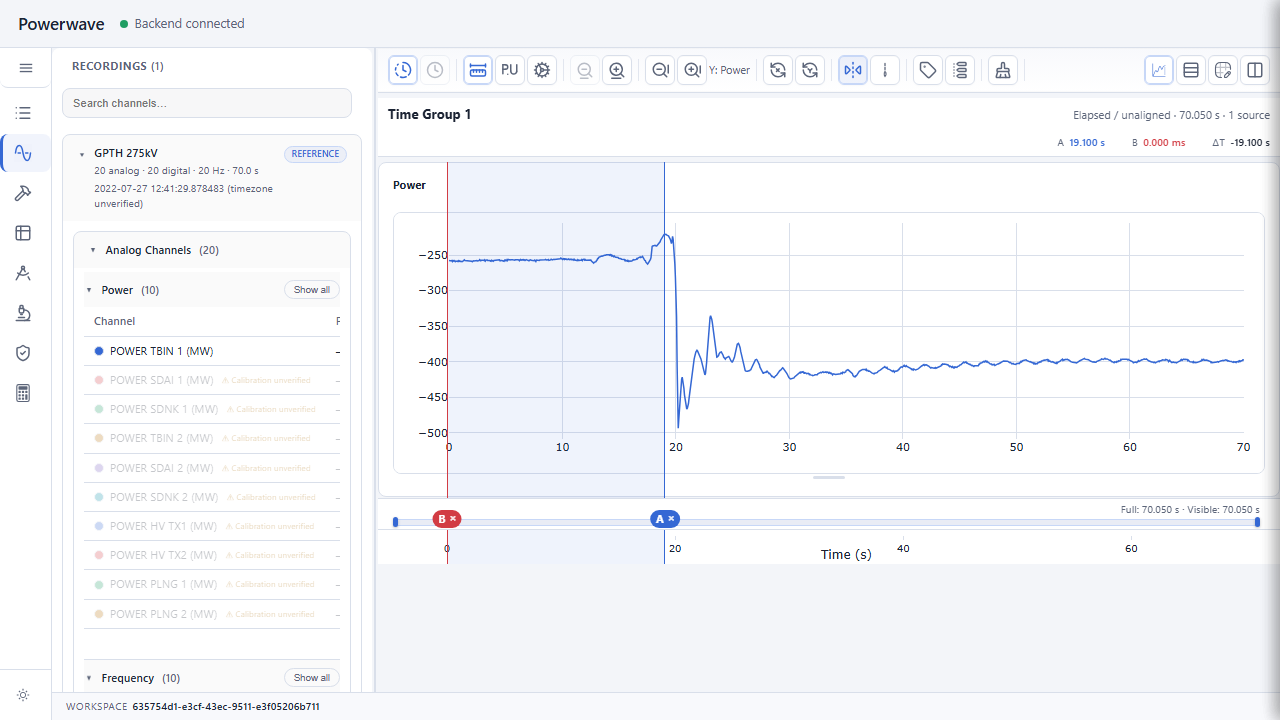 Powerwave
Backend connected
RECORDINGS (1)
Search channels...
GPTH 275kV
REFERENCE
20 analog · 20 digital · 20 Hz · 70.0 s
2022-07-27 12:41:29.878483 (timezone
unverified)
Analog Channels (20)
Power (10)
Show all
Channel
POWER TBIN 1 (MW)
POWER SDAI 1 (MW) ⚠ Calibration unverified
POWER SDNK 1 (MW) ⚠ Calibration unverified
POWER TBIN 2 (MW) ⚠ Calibration unverified
POWER SDAI 2 (MW) ⚠ Calibration unverified
POWER SDNK 2 (MW) ⚠ Calibration unverified
POWER HV TX1 (MW) ⚠ Calibration unverified
POWER HV TX2 (MW) ⚠ Calibration unverified
POWER PLNG 1 (MW) ⚠ Calibration unverified
POWER PLNG 2 (MW) ⚠ Calibration unverified
Frequency (10)
Show all
P.U
Y: Power
Time Group 1
Elapsed / unaligned · 70.050 s · 1 source
A 19.100 s B 0.000 ms ΔT -19.100 s
Power
−250
−300
−350
−400
−450
−500
0 10 20 30 40 50 60 70
Full: 70.050 s · Visible: 70.050 s
B × A ×
0 20 40 60
Time (s)
WORKSPACE 635754d1-e3cf-43ec-9511-e3f05206b711